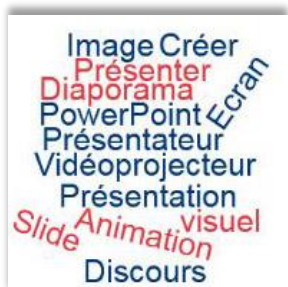 Image Créer
Présenter
Diaporama
PowerPoint Ecran
Présentateur
Vidéoprojecteur
Présentation
Slide Animation visuel
Discours